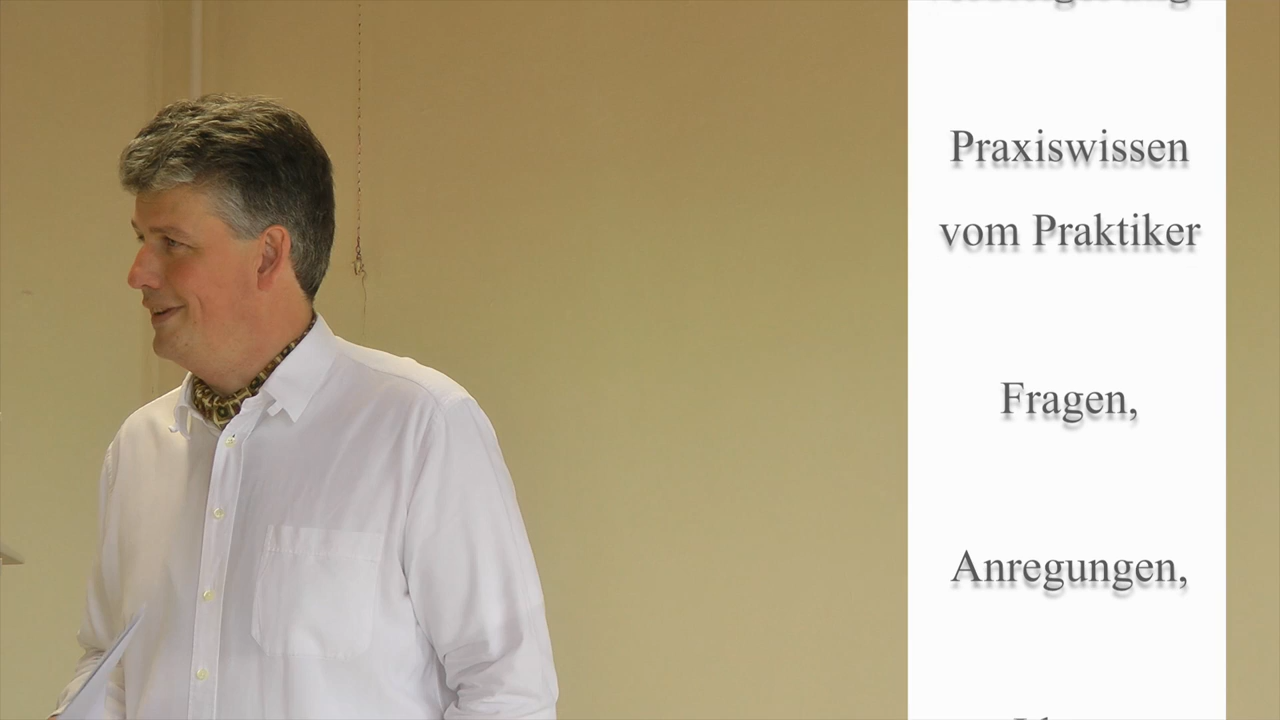 Praxiswissen
vom Praktiker
Fragen,
Anregungen,